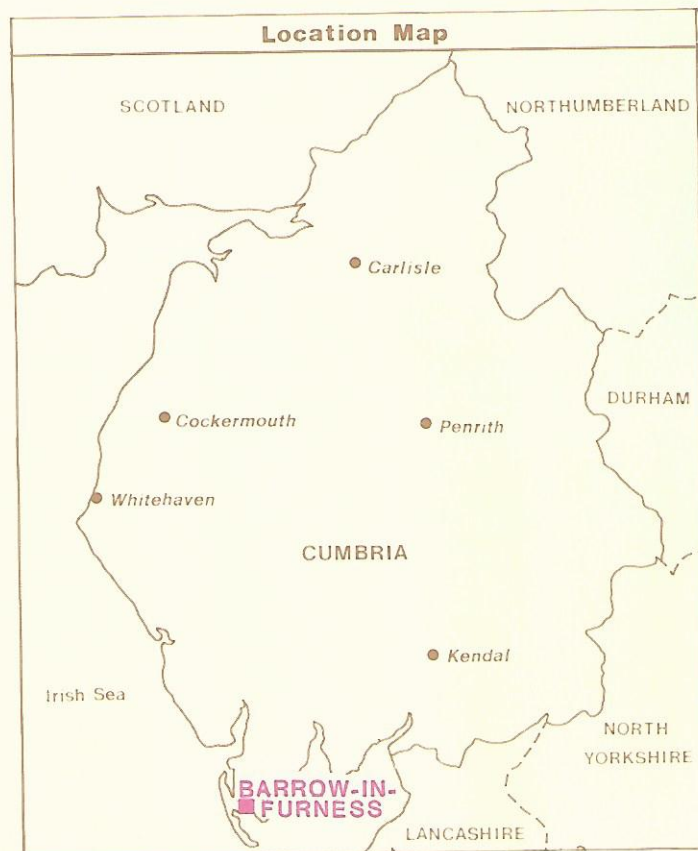 Location Map
SCOTLAND
NORTHUMBERLAND
Carlisle
DURHAM
Cockermouth
Penrith
Whitehaven
CUMBRIA
Kendal
Irish Sea
NORTH
YORKSHIRE
BARROW-IN-
FURNESS
LANCASHIRE